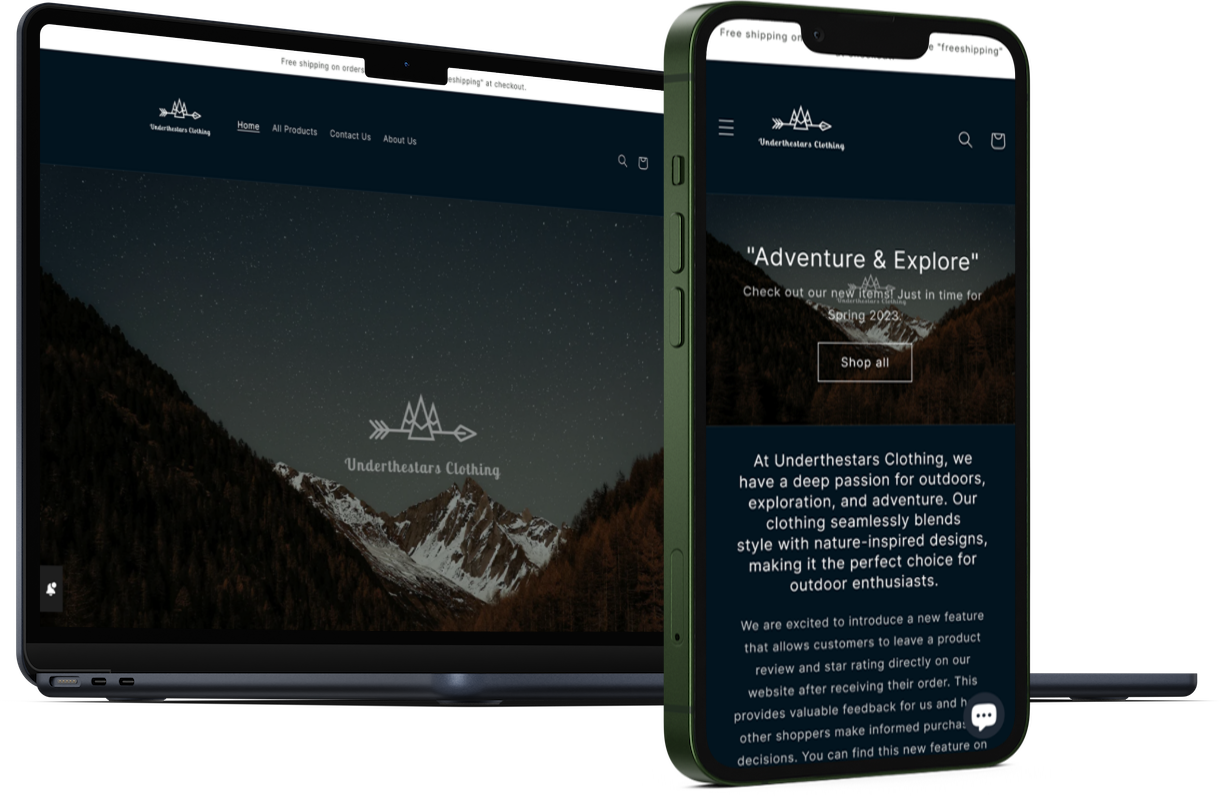 Free shipping on orders
eshipping" at checkout.
Underthestars Clothing
Home
All Products
Contact Us
About Us
Underthestars Clothing
Free shipping on
e "freeshipping"
Underthestars Clothing
"Adventure & Explore"
Check out our new items! Just in time for
Spring 2023.
Underthestars Clothing
Shop all
At Underthestars Clothing, we
have a deep passion for outdoors,
exploration, and adventure. Our
clothing seamlessly blends
style with nature-inspired designs,
making it the perfect choice for
outdoor enthusiasts.
We are excited to introduce a new feature
that allows customers to leave a product
review and star rating directly on our
website after receiving their order. This
provides valuable feedback for us and h
other shoppers make informed purchas
decisions. You can find this new feature on